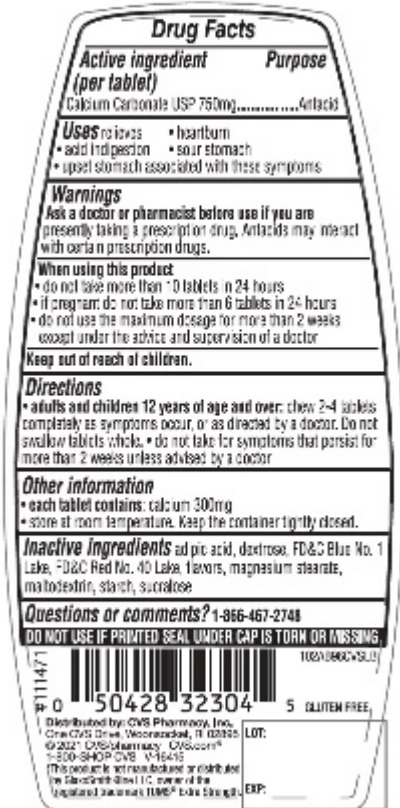 Drug Facts
Active ingredient Purpose
(per tablet)
Calcium Carbonate USP 750mg..............Antacid
Uses relieves • heartburn
• acid indigestion • sour stomach
• upset stomach associated with these symptoms
Warnings
Ask a doctor or pharmacist before use if you are
presently taking a prescription drug. Antacids may interact
with certain prescription drugs.
When using this product
• do not take more than 10 tablets in 24 hours
• if pregnant do not take more than 6 tablets in 24 hours
• do not use the maximum dosage for more than 2 weeks
except under the advice and supervision of a doctor
Keep out of reach of children.
Directions
• adults and children 12 years of age and over: chew 2-4 tablets
completely as symptoms occur, or as directed by a doctor. Do not
swallow tablets whole. • do not take for symptoms that persist for
more than 2 weeks unless advised by a doctor
Other information
• each tablet contains: calcium 300mg
• store at room temperature. Keep the container tightly closed.
Inactive ingredients adipic acid, dextrose, FD&C Blue No. 1
Lake, FD&C Red No. 40 Lake, flavors, magnesium stearate,
maltodextrin, starch, sucralose
Questions or comments? 1-866-467-2748
DO NOT USE IF PRINTED SEAL UNDER CAP IS TORN OR MISSING.
#111471
0 50428 32304 5 GLUTEN FREE
Distributed by: CVS Pharmacy, Inc.
One CVS Drive, Woonsocket, RI 02895
© 2021 CVS/pharmacy CVS.com®
1-800-SHOP CVS V-16415
†This product is not manufactured or distributed
by GlaxoSmithKline LLC, owner of the
registered trademark TUMS® Extra Strength.
LOT:
EXP: